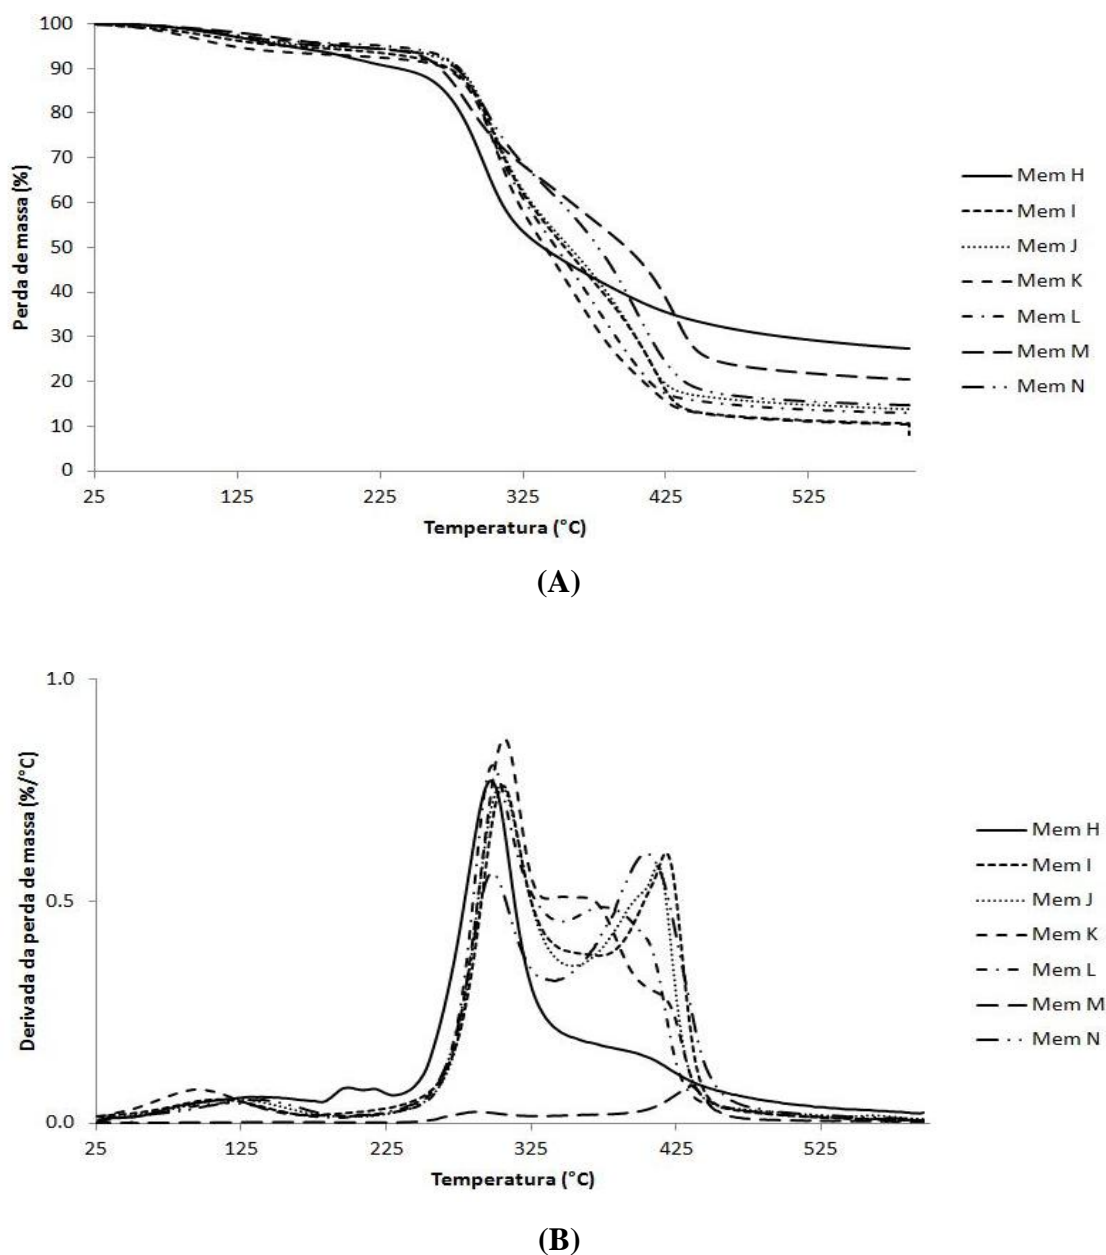 100
90
80
70
60
50
40
30
20
10
0
Perda de massa (%)
25 125 225 325 425 525
Temperatura (°C)
Mem H
Mem I
Mem J
Mem K
Mem L
Mem M
Mem N
(A)
1.0
0.5
0.0
Derivada da perda de massa (%/°C)
25 125 225 325 425 525
Temperatura (°C)
Mem H
Mem I
Mem J
Mem K
Mem L
Mem M
Mem N
(B)